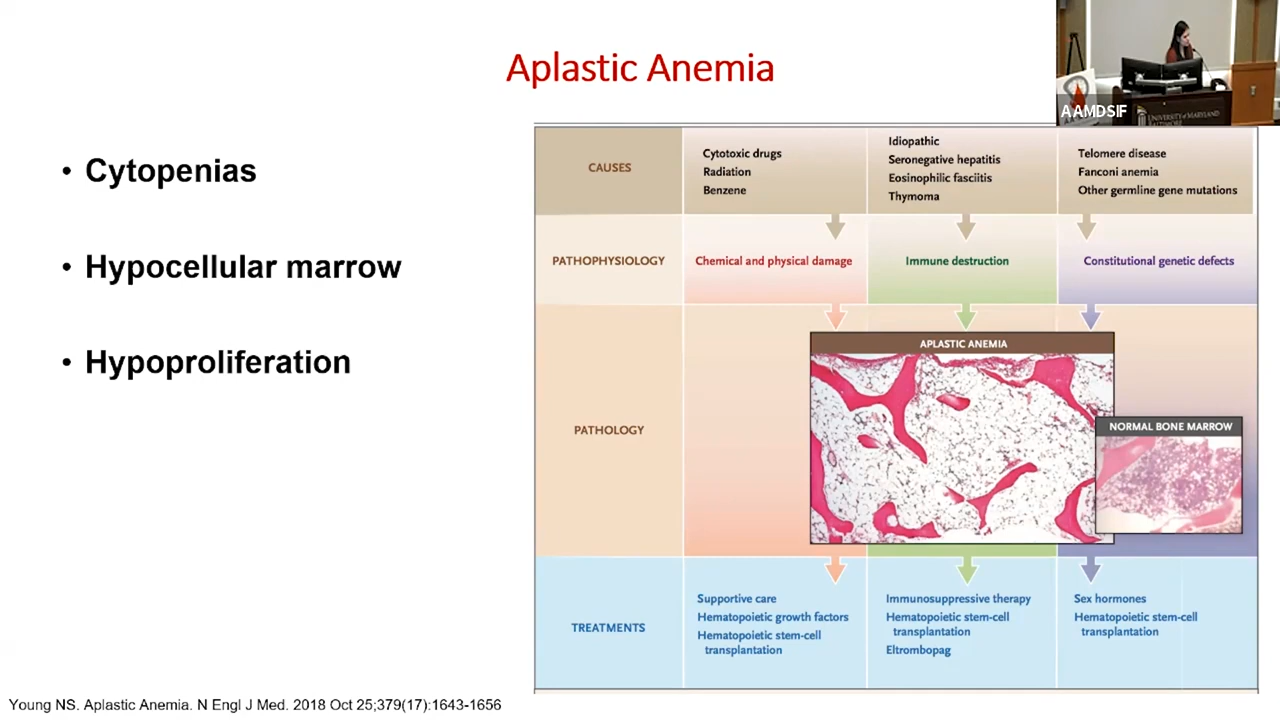 Aplastic Anemia
AAMDSIF
UNIVERSITY OF MARYLAND
BALTIMORE
• Cytopenias
• Hypocellular marrow
• Hypoproliferation
CAUSES
Cytotoxic drugs
Radiation
Benzene
Idiopathic
Seronegative hepatitis
Eosinophilic fasciitis
Thymoma
Telomere disease
Fanconi anemia
Other germline gene mutations
PATHOPHYSIOLOGY
Chemical and physical damage
Immune destruction
Constitutional genetic defects
PATHOLOGY
APLASTIC ANEMIA
NORMAL BONE MARROW
TREATMENTS
Supportive care
Hematopoietic growth factors
Hematopoietic stem-cell
transplantation
Immunosuppressive therapy
Hematopoietic stem-cell
transplantation
Eltrombopag
Sex hormones
Hematopoietic stem-cell
transplantation
Young NS. Aplastic Anemia. N Engl J Med. 2018 Oct 25;379(17):1643-1656